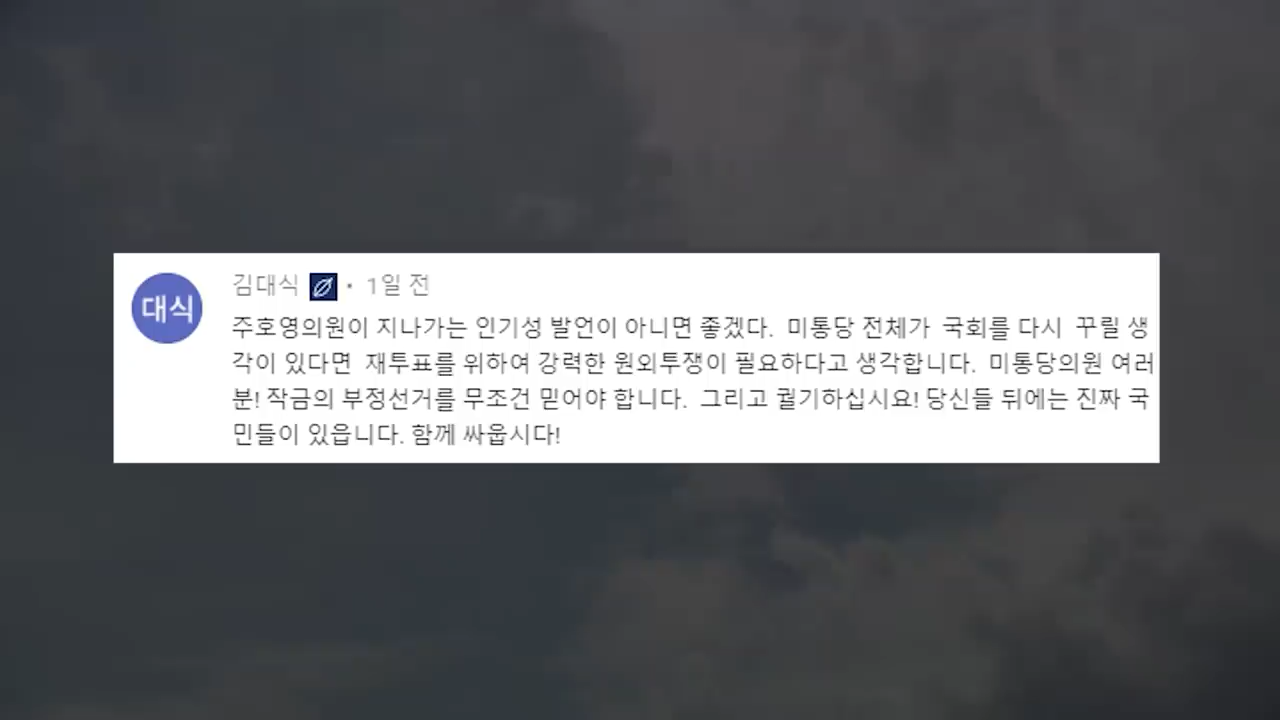 대식
김대식 · 1일 전
주호영의원이 지나가는 인기성 발언이 아니면 좋겠다. 미통당 전체가 국회를 다시 꾸릴 생
각이 있다면 재투표를 위하여 강력한 원외투쟁이 필요하다고 생각합니다. 미통당의원 여러
분! 작금의 부정선거를 무조건 믿어야 합니다. 그리고 궐기하십시요! 당신들 뒤에는 진짜 국
민들이 있읍니다. 함께 싸웁시다!